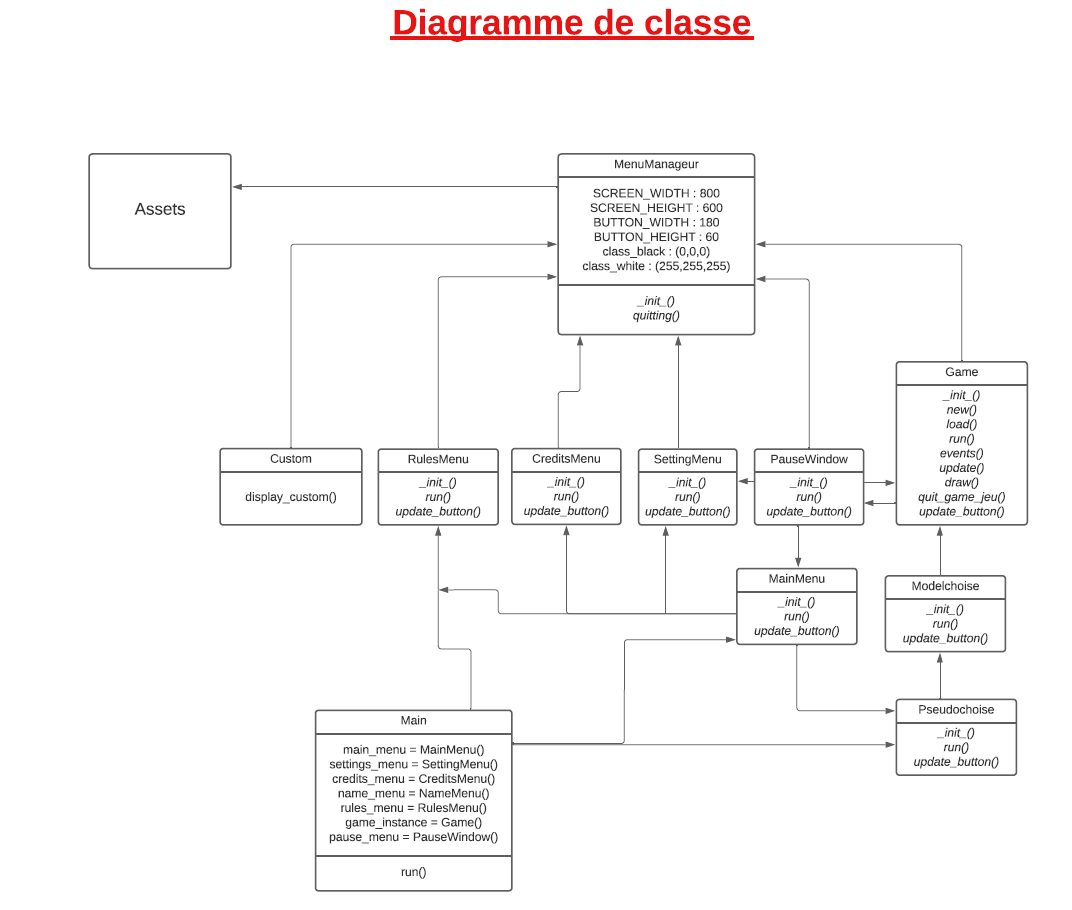 Diagramme de classe
Assets
MenuManageur
SCREEN_WIDTH : 800
SCREEN_HEIGHT : 600
BUTTON_WIDTH : 180
BUTTON_HEIGHT : 60
class_black : (0,0,0)
class_white : (255,255,255)
_init_()
quitting()
Game
_init_()
new()
load()
run()
events()
update()
draw()
quit_game_jeu()
update_button()
Custom
display_custom()
RulesMenu
_init_()
run()
update_button()
CreditsMenu
_init_()
run()
update_button()
SettingMenu
_init_()
run()
update_button()
PauseWindow
_init_()
run()
update_button()
MainMenu
_init_()
run()
update_button()
Modelchoise
_init_()
run()
update_button()
Pseudochoise
_init_()
run()
update_button()
Main
main_menu = MainMenu()
settings_menu = SettingMenu()
credits_menu = CreditsMenu()
name_menu = NameMenu()
rules_menu = RulesMenu()
game_instance = Game()
pause_menu = PauseWindow()
run()